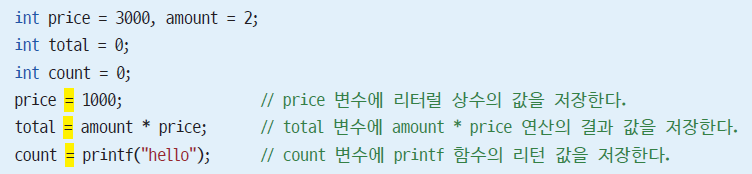 int price = 3000, amount = 2;
int total = 0;
int count = 0;
price = 1000; // price 변수에 리터럴 상수의 값을 저장한다.
total = amount * price; // total 변수에 amount * price 연산의 결과 값을 저장한다.
count = printf("hello"); // count 변수에 printf 함수의 리턴 값을 저장한다.